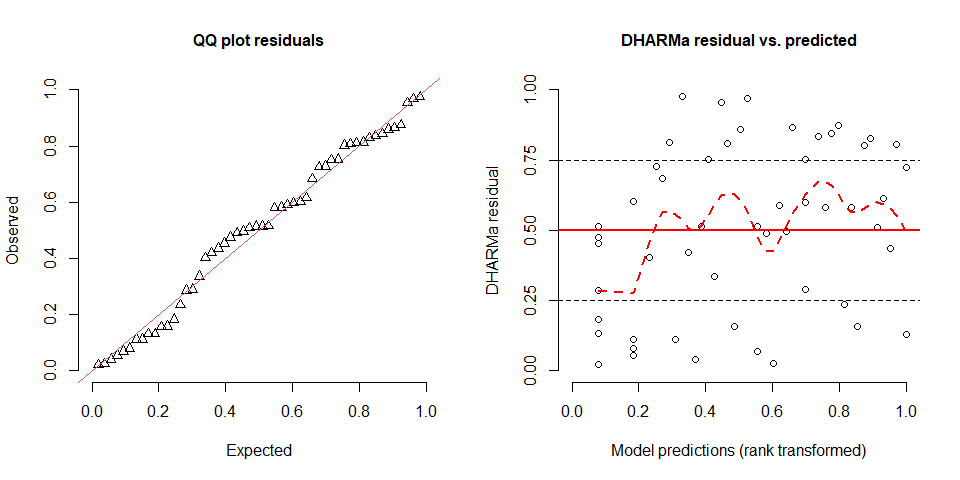 QQ plot residuals
Observed
1.0
0.8
0.6
0.4
0.2
0.0
0.0 0.2 0.4 0.6 0.8 1.0
Expected
DHARMa residual vs. predicted
DHARMa residual
1.00
0.75
0.50
0.25
0.00
0.0 0.2 0.4 0.6 0.8 1.0
Model predictions (rank transformed)